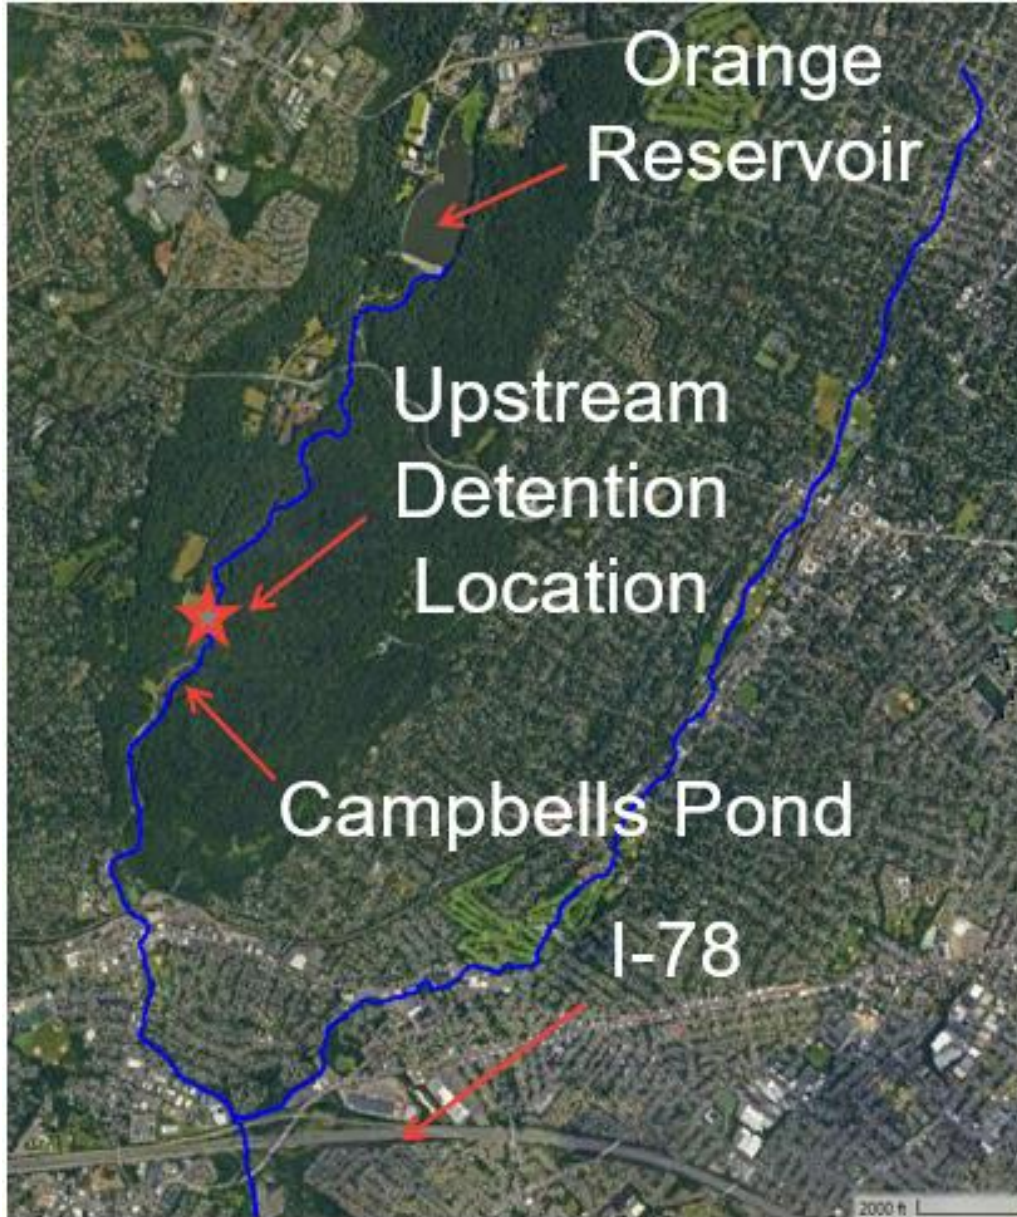 Orange
Reservoir
Upstream
Detention
Location
Campbells Pond
I-78
2000 ft